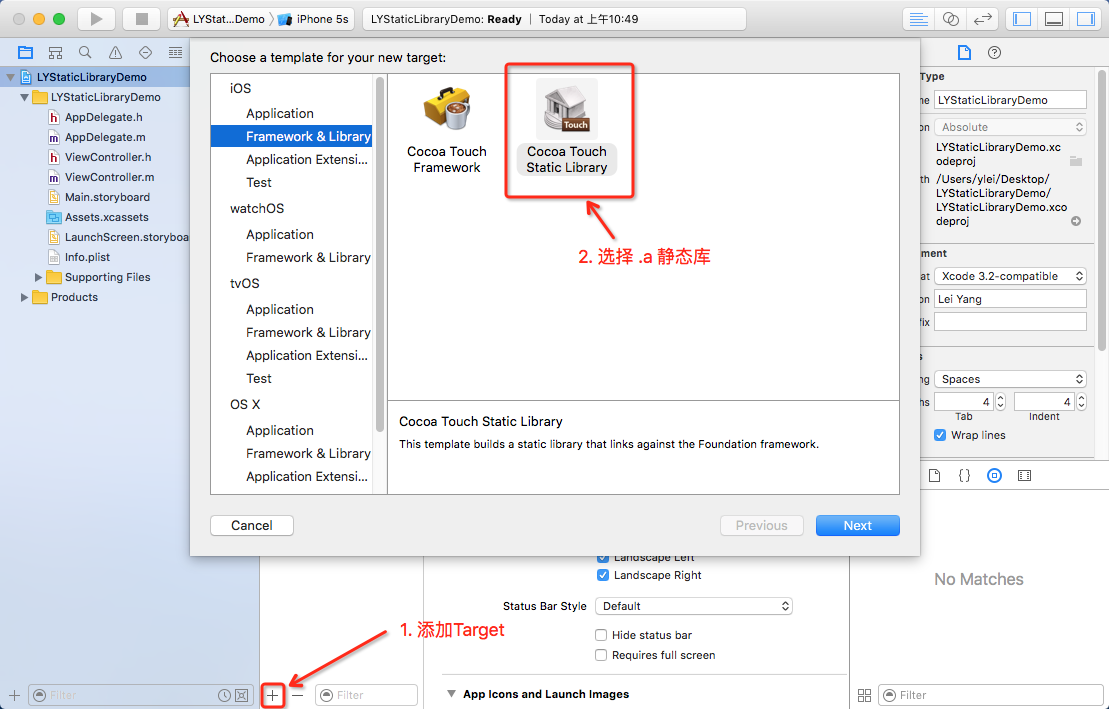 LYStat...Demo
iPhone 5s
LYStaticLibraryDemo: Ready | Today at 上午10:49
Choose a template for your new target:
LYStaticLibraryDemo
LYStaticLibraryDemo
AppDelegate.h
AppDelegate.m
ViewController.h
ViewController.m
Main.storyboard
Assets.xcassets
LaunchScreen.storyboa
Info.plist
Supporting Files
Products
iOS
Application
Framework & Library
Application Extensi...
Test
watchOS
Application
Framework & Library
tvOS
Application
Framework & Library
Application Extensi...
Test
OS X
Application
Framework & Library
Application Extensi...
Cocoa Touch
Framework
Touch
Cocoa Touch
Static Library
2. 选择 .a 静态库
Cocoa Touch Static Library
This template builds a static library that links against the Foundation framework.
Cancel
Previous
Next
Type
me LYStaticLibraryDemo
on Absolute
LYStaticLibraryDemo.xc
odeproj
th /Users/ylei/Desktop/
LYStaticLibraryDemo/
LYStaticLibraryDemo.xco
deproj
ment
at Xcode 3.2-compatible
on Lei Yang
fix
s
ng Spaces
hs 4 4
Tab Indent
Wrap lines
{ }
No Matches
Landscape Left
Landscape Right
Status Bar Style Default
Hide status bar
Requires full screen
App Icons and Launch Images
1. 添加Target
Filter
Filter
Filter